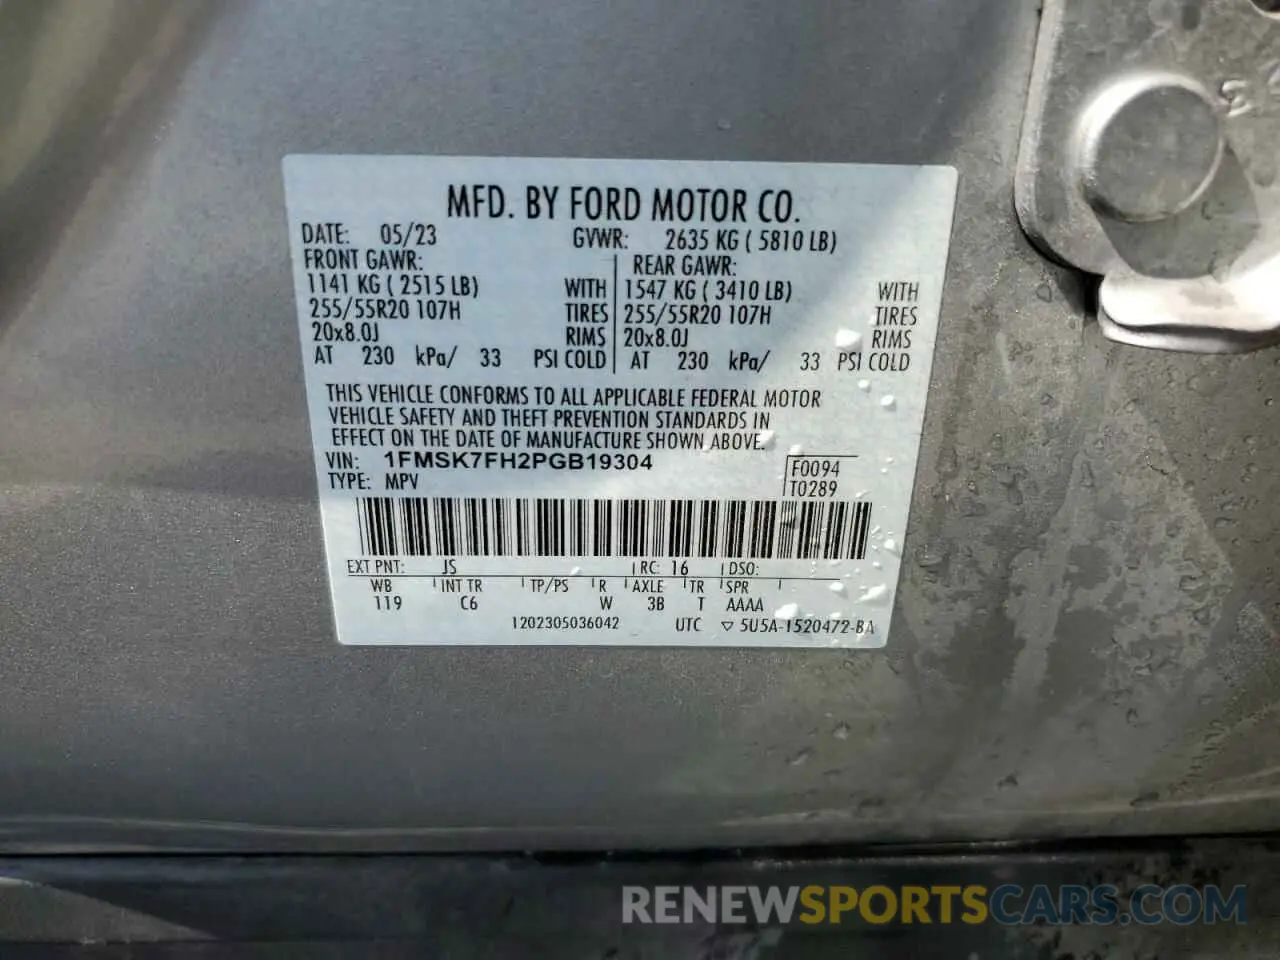 MFD. BY FORD MOTOR CO.
DATE: 05/23 GVWR: 2635 KG ( 5810 LB)
FRONT GAWR: REAR GAWR:
1141 KG ( 2515 LB) WITH 1547 KG ( 3410 LB) WITH
255/55R20 107H TIRES 255/55R20 107H TIRES
20x8.0J RIMS 20x8.0J RIMS
AT 230 kPa/ 33 PSI COLD AT 230 kPa/ 33 PSI COLD
THIS VEHICLE CONFORMS TO ALL APPLICABLE FEDERAL MOTOR
VEHICLE SAFETY AND THEFT PREVENTION STANDARDS IN
EFFECT ON THE DATE OF MANUFACTURE SHOWN ABOVE.
VIN: 1FMSK7FH2PGB19304 F0094
TYPE: MPV T0289
EXT PNT: JS RC: 16 DSO:
WB INT TR TP/PS R AXLE TR SPR
119 C6 W 3B T AAAA
1202305036042 UTC ▽ 5U5A-1520472-BA
RENEWSPORTSCARS.COM